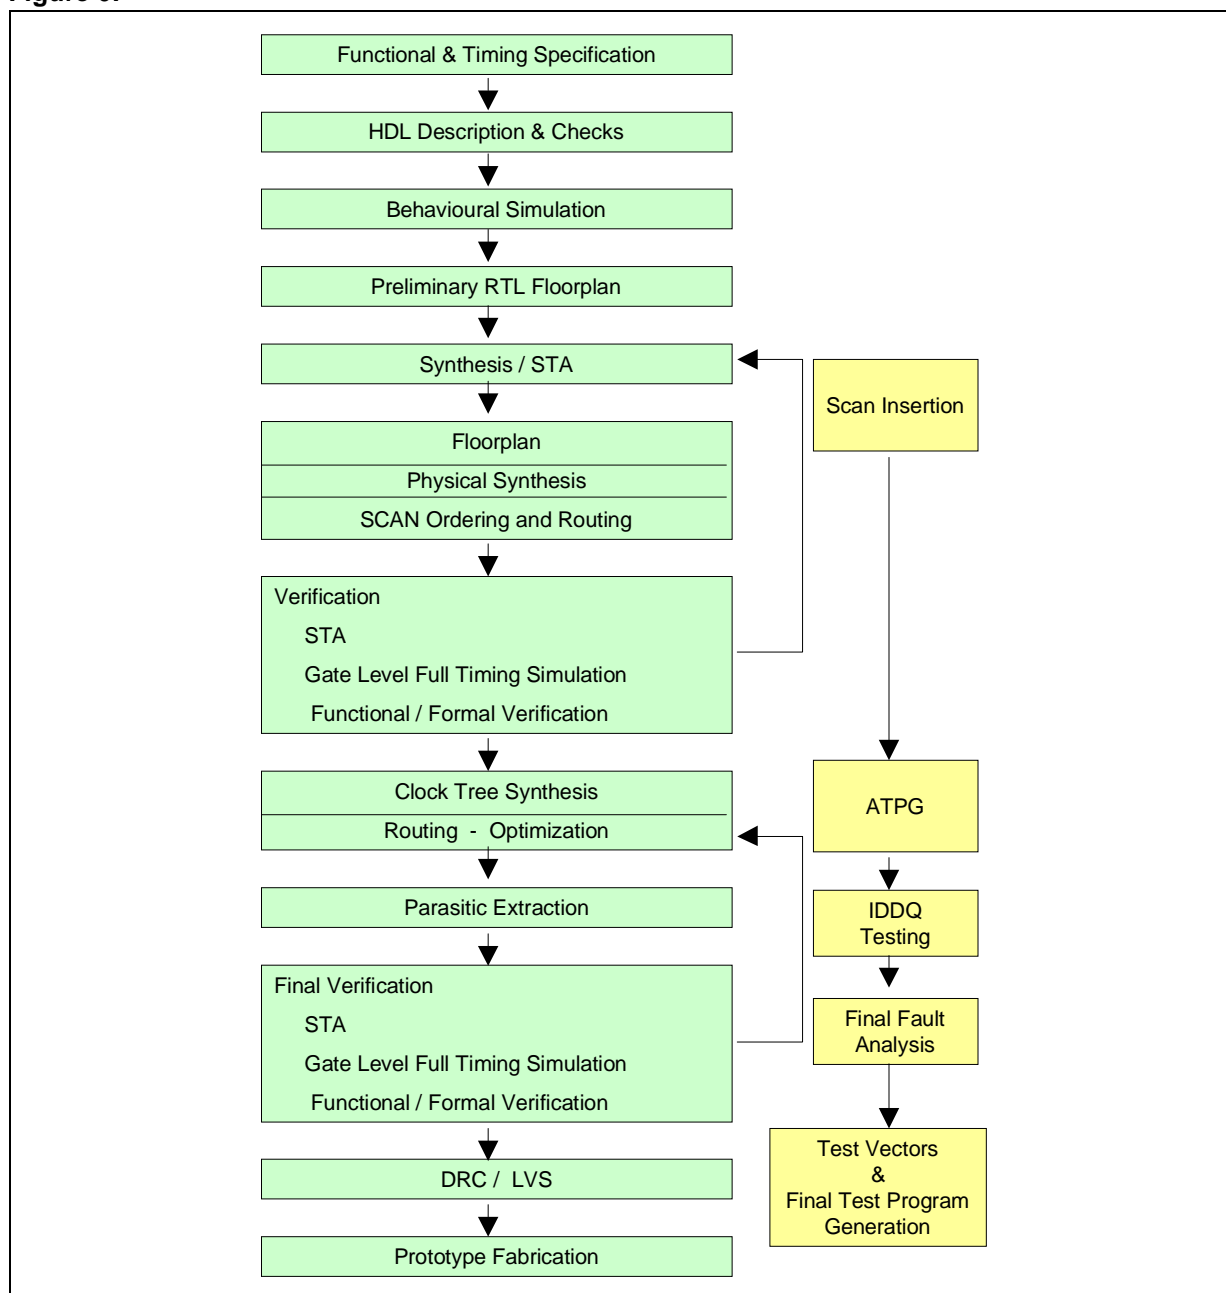 Functional & Timing Specification
HDL Description & Checks
Behavioural Simulation
Preliminary RTL Floorplan
Synthesis / STA
Floorplan
Physical Synthesis
SCAN Ordering and Routing
Verification
STA
Gate Level Full Timing Simulation
Functional / Formal Verification
Clock Tree Synthesis
Routing - Optimization
Parasitic Extraction
Final Verification
STA
Gate Level Full Timing Simulation
Functional / Formal Verification
DRC / LVS
Prototype Fabrication
Scan Insertion
ATPG
IDDQ
Testing
Final Fault
Analysis
Test Vectors
&
Final Test Program
Generation